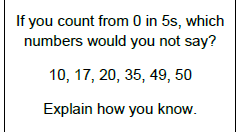 If you count from 0 in 5s, which
numbers would you not say?
10, 17, 20, 35, 49, 50
Explain how you know.